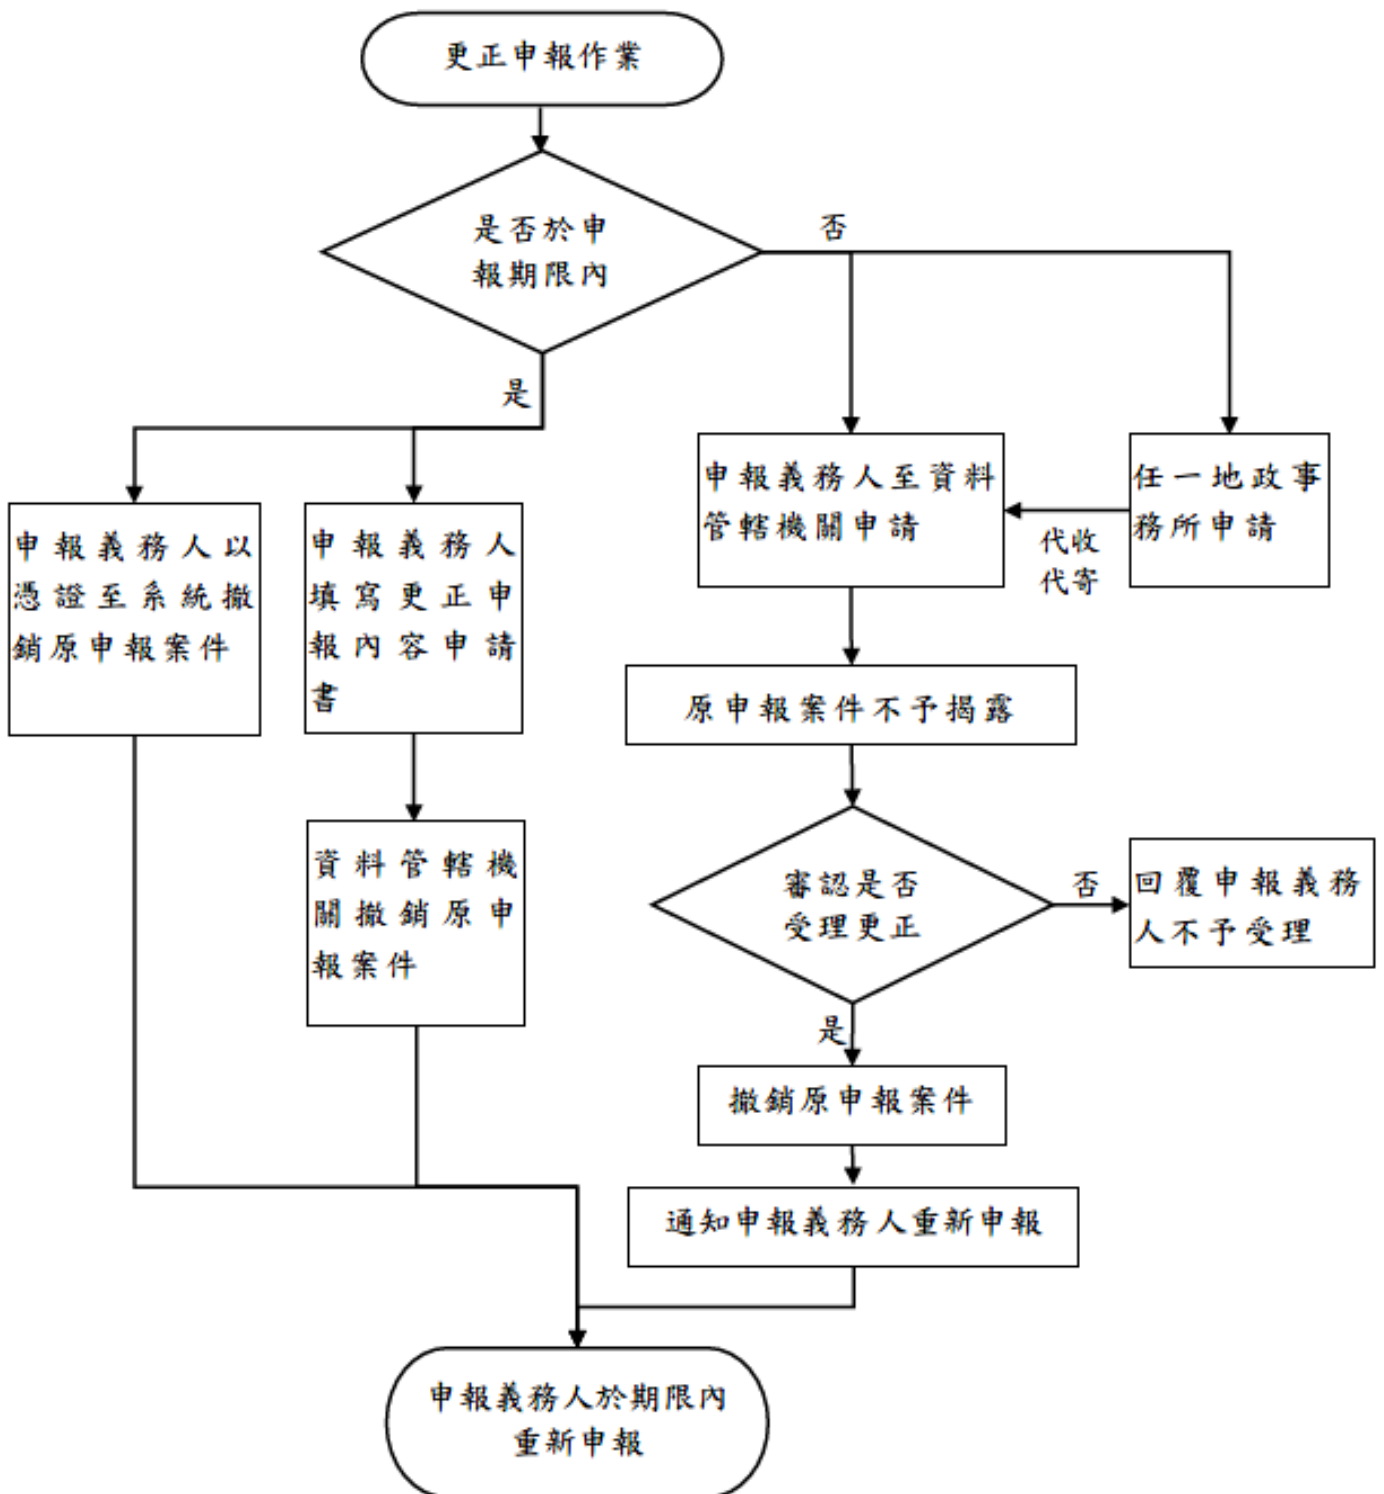 更正申報作業
是否於申
報期限內
否
是
申報義務人以
憑證至系統撤
銷原申報案件
申報義務人
填寫更正申
報內容申請
書
資料管轄機
關撤銷原申
報案件
申報義務人至資料
管轄機關申請
任一地政事
務所申請
代收
代寄
原申報案件不予揭露
審認是否
受理更正
否
回覆申報義務
人不予受理
是
撤銷原申報案件
通知申報義務人重新申報
申報義務人於期限內
重新申報